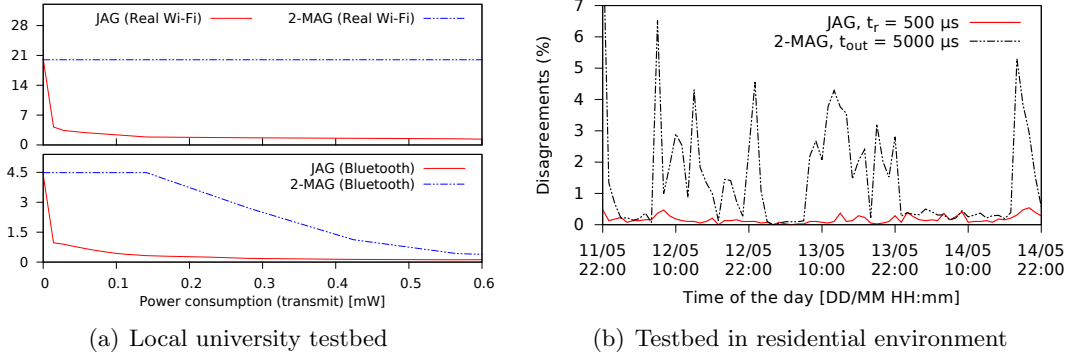 JAG (Real Wi-Fi) 2-MAG (Real Wi-Fi)
28
21
14
7
0
JAG (Bluetooth)
2-MAG (Bluetooth)
4.5
3
1.5
0
0 0.1 0.2 0.3 0.4 0.5 0.6
Power consumption (transmit) [mW]
(a) Local university testbed
JAG, tr = 500 µs
2-MAG, tout = 5000 µs
Disagreements (%)
7
6
5
4
3
2
1
0
11/05 12/05 12/05 13/05 13/05 14/05 14/05
22:00 10:00 22:00 10:00 22:00 10:00 22:00
Time of the day [DD/MM HH:mm]
(b) Testbed in residential environment